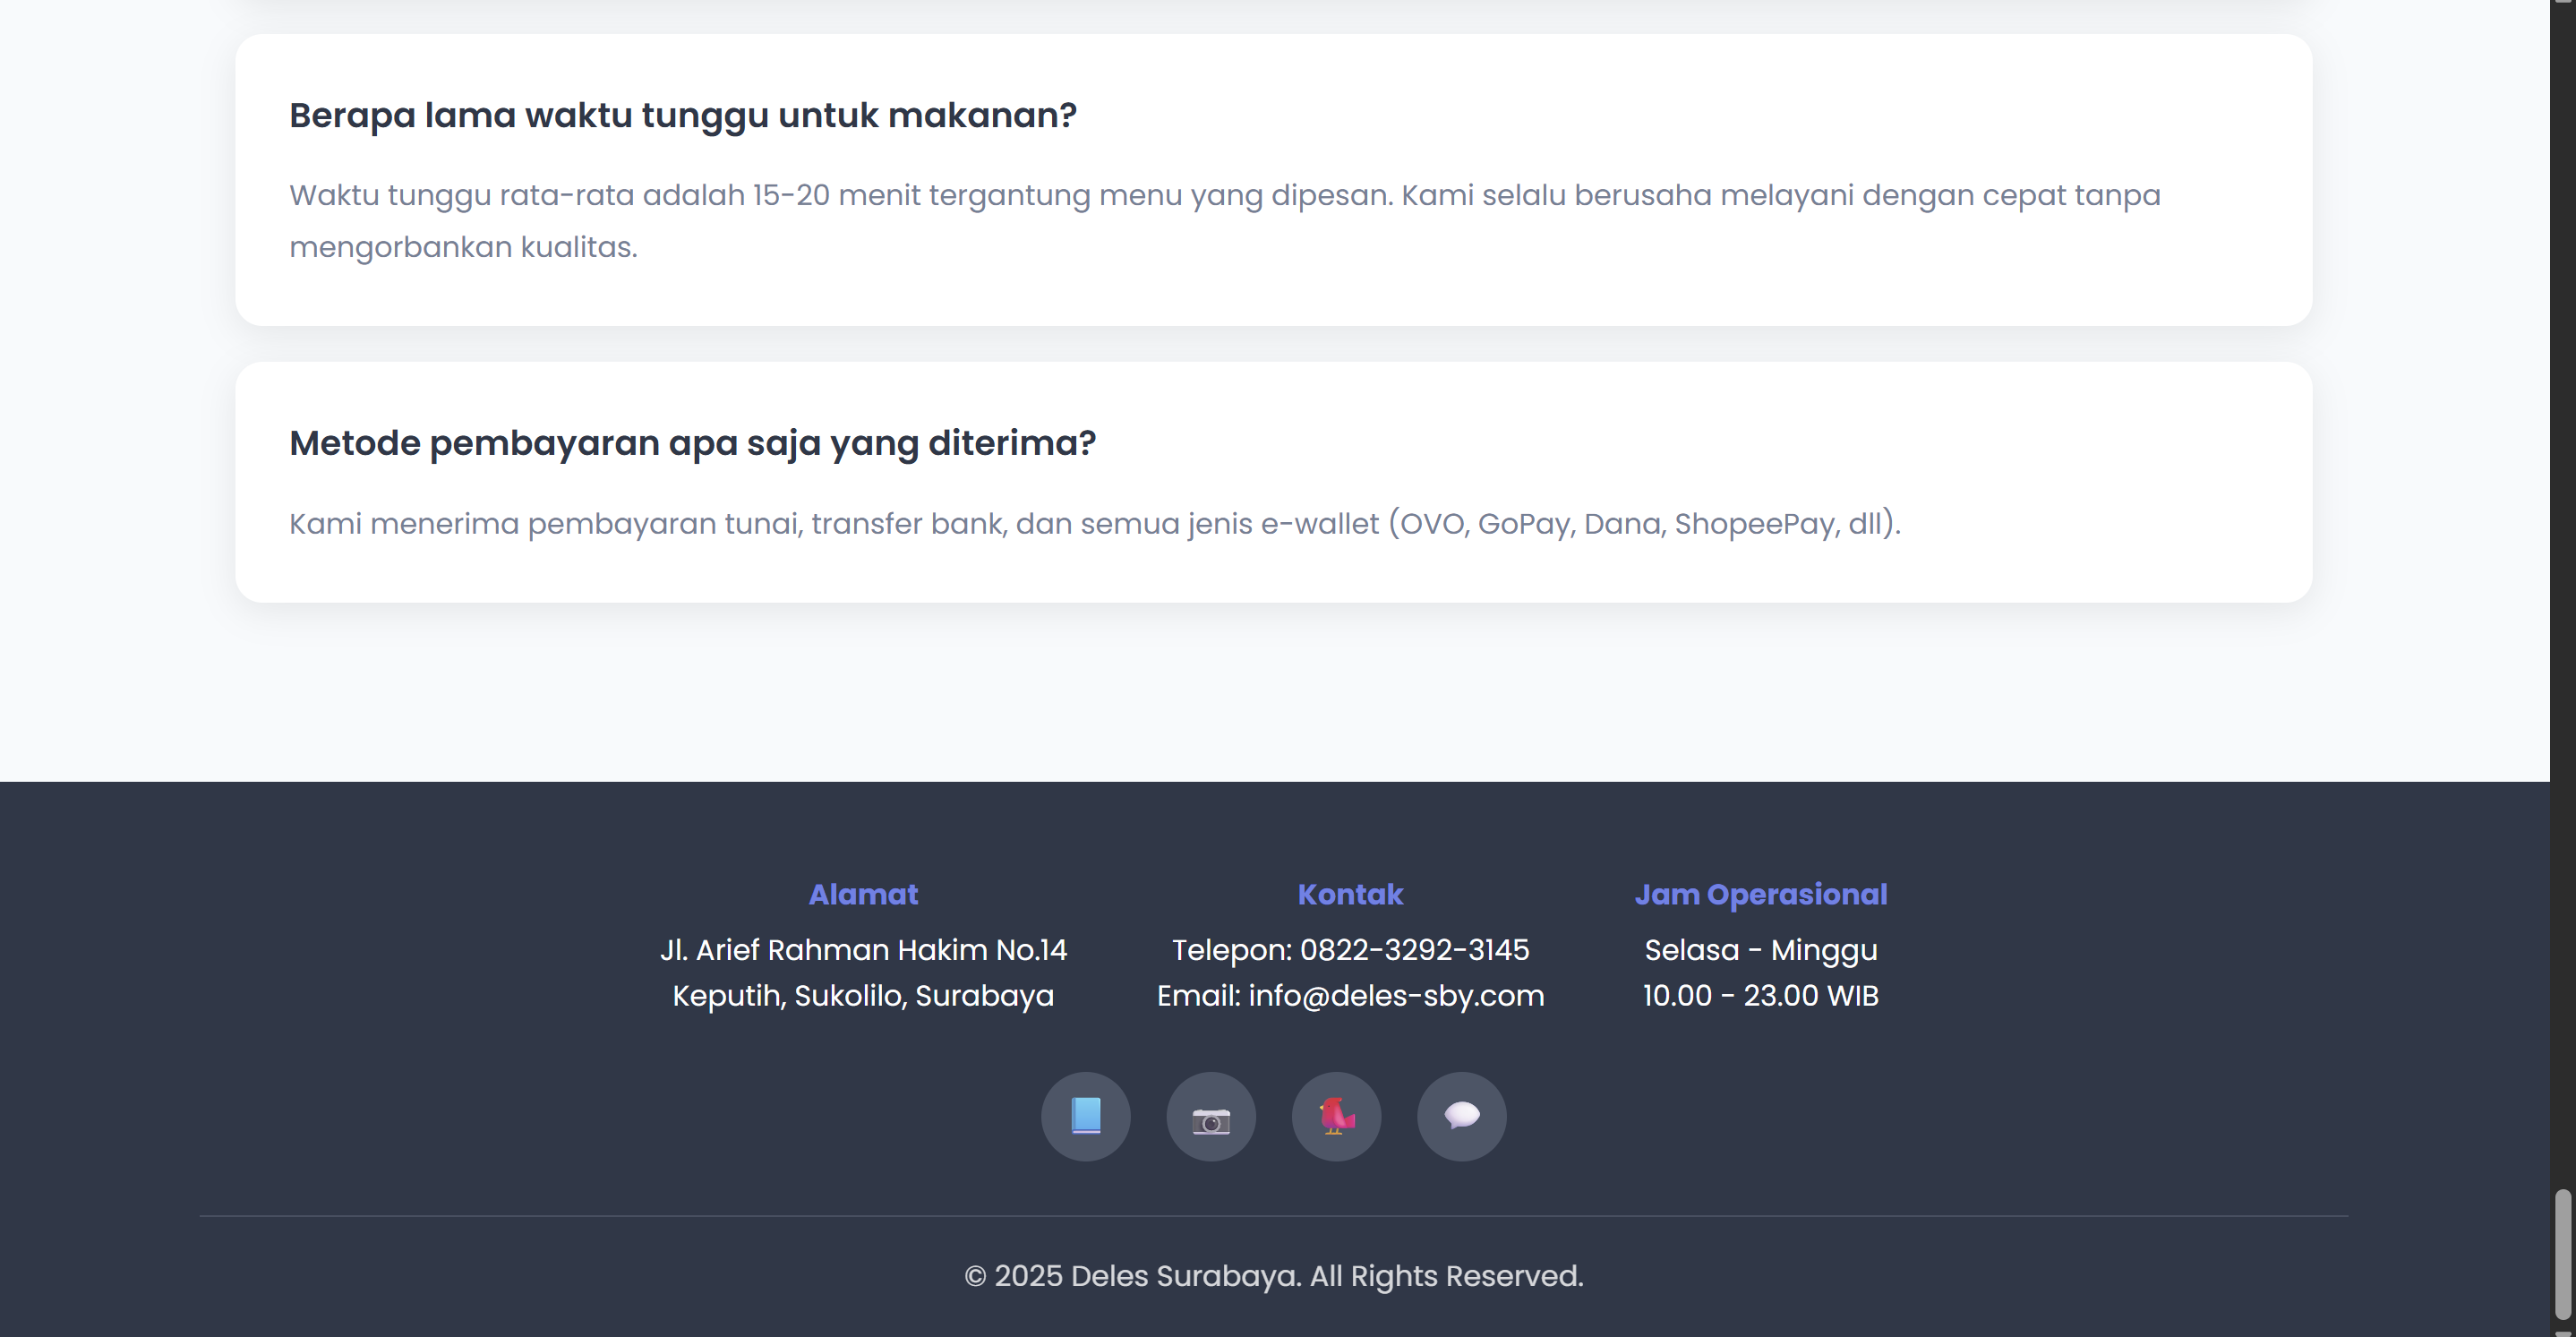 Berapa lama waktu tunggu untuk makanan?
Waktu tunggu rata-rata adalah 15-20 menit tergantung menu yang dipesan. Kami selalu berusaha melayani dengan cepat tanpa
mengorbankan kualitas.
Metode pembayaran apa saja yang diterima?
Kami menerima pembayaran tunai, transfer bank, dan semua jenis e-wallet (OVO, GoPay, Dana, ShopeePay, dll).
Alamat
Jl. Arief Rahman Hakim No.14
Keputih, Sukolilo, Surabaya
Kontak
Telepon: 0822-3292-3145
Email: info@deles-sby.com
Jam Operasional
Selasa - Minggu
10.00 - 23.00 WIB
© 2025 Deles Surabaya. All Rights Reserved.